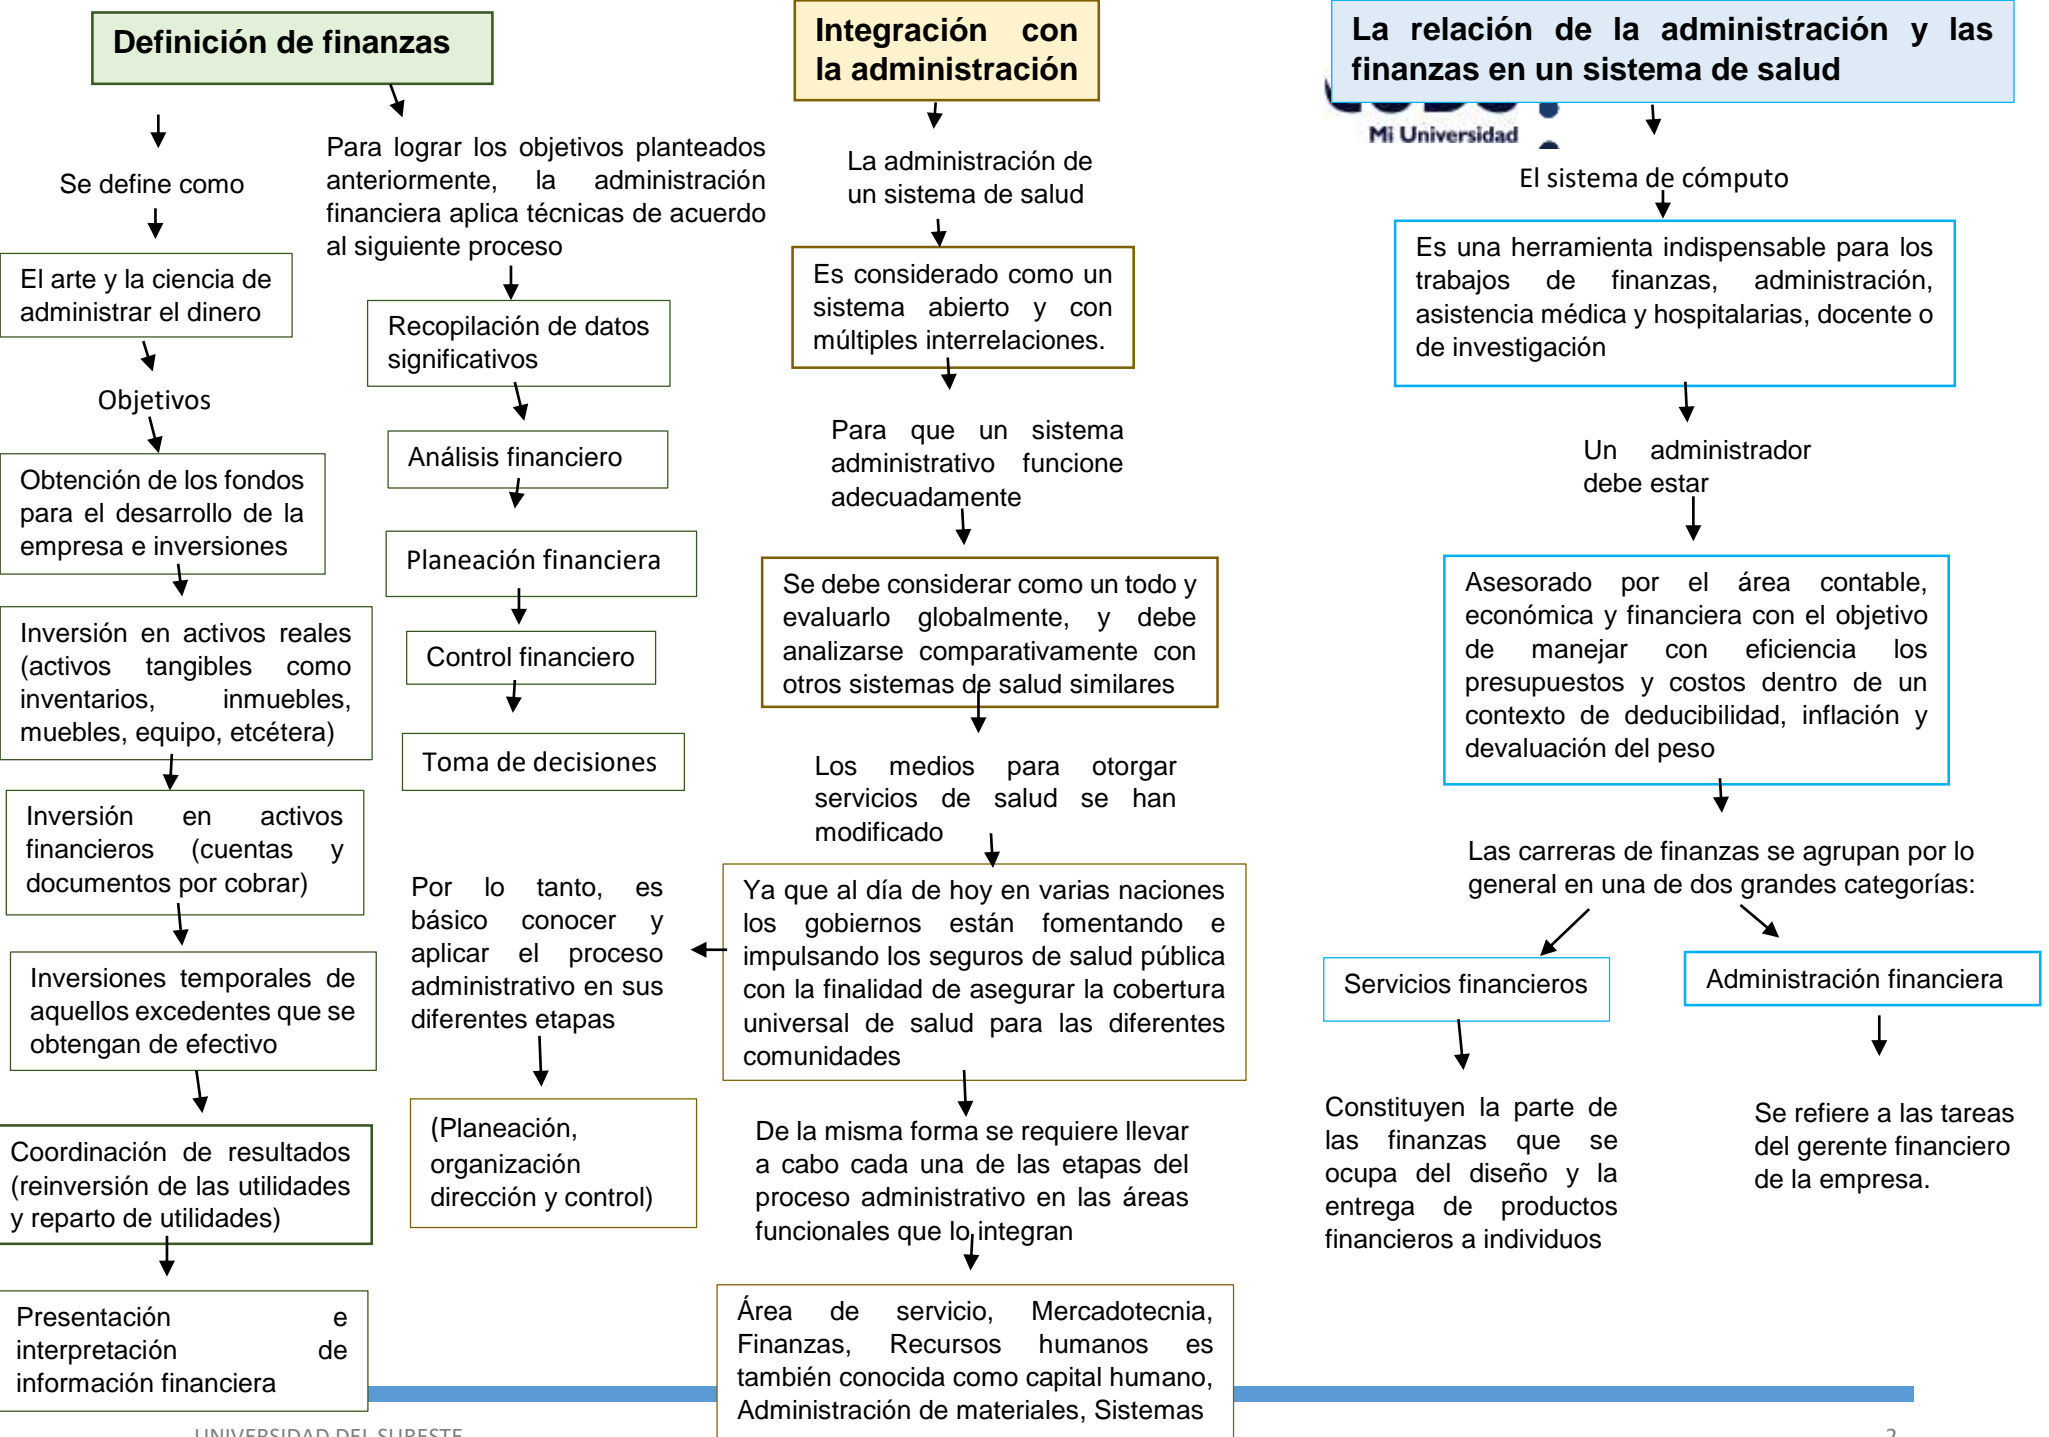 Definición de finanzas
Se define como
El arte y la ciencia de
administrar el dinero
Objetivos
Obtención de los fondos
para el desarrollo de la
empresa e inversiones
Inversión en activos reales
(activos tangibles como
inventarios, inmuebles,
muebles, equipo, etcétera)
Inversión en activos
financieros (cuentas y
documentos por cobrar)
Inversiones temporales de
aquellos excedentes que se
obtengan de efectivo
Coordinación de resultados
(reinversión de las utilidades
y reparto de utilidades)
Presentación e
interpretación de
información financiera
Para lograr los objetivos planteados
anteriormente, la administración
financiera aplica técnicas de acuerdo
al siguiente proceso
Recopilación de datos
significativos
Análisis financiero
Planeación financiera
Control financiero
Toma de decisiones
Integración con
la administración
La administración de
un sistema de salud
Es considerado como un
sistema abierto y con
múltiples interrelaciones.
Para que un sistema
administrativo funcione
adecuadamente
Se debe considerar como un todo y
evaluarlo globalmente, y debe
analizarse comparativamente con
otros sistemas de salud similares
Los medios para otorgar
servicios de salud se han
modificado
Ya que al día de hoy en varias naciones
los gobiernos están fomentando e
impulsando los seguros de salud pública
con la finalidad de asegurar la cobertura
universal de salud para las diferentes
comunidades
Por lo tanto, es
básico conocer y
aplicar el proceso
administrativo en sus
diferentes etapas
(Planeación,
organización
dirección y control)
De la misma forma se requiere llevar
a cabo cada una de las etapas del
proceso administrativo en las áreas
funcionales que lo integran
Área de servicio, Mercadotecnia,
Finanzas, Recursos humanos es
también conocida como capital humano,
Administración de materiales, Sistemas
La relación de la administración y las
finanzas en un sistema de salud
Mi Universidad
El sistema de cómputo
Es una herramienta indispensable para los
trabajos de finanzas, administración,
asistencia médica y hospitalarias, docente o
de investigación
Un administrador
debe estar
Asesorado por el área contable,
económica y financiera con el objetivo
de manejar con eficiencia los
presupuestos y costos dentro de un
contexto de deducibilidad, inflación y
devaluación del peso
Las carreras de finanzas se agrupan por lo
general en una de dos grandes categorías:
Servicios financieros
Constituyen la parte de
las finanzas que se
ocupa del diseño y la
entrega de productos
financieros a individuos
Administración financiera
Se refiere a las tareas
del gerente financiero
de la empresa.
UNIVERSIDAD DEL SURESTE
2